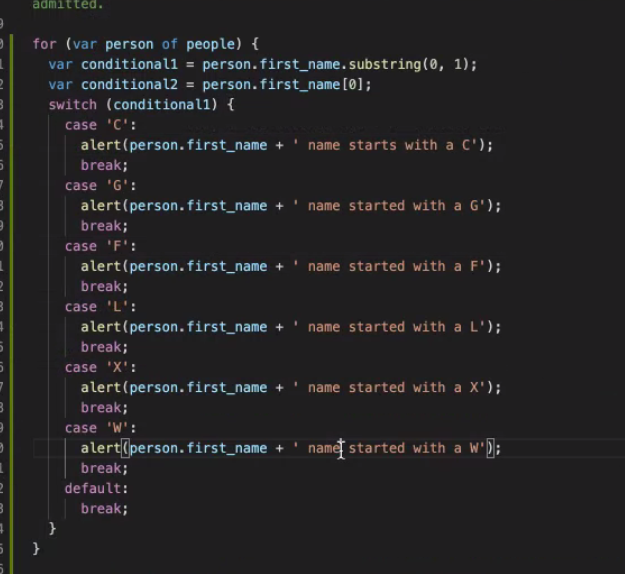 admitted.
for (var person of people) {
var conditional1 = person.first_name.substring(0, 1);
var conditional2 = person.first_name[0];
switch (conditional1) {
case 'C':
alert(person.first_name + ' name starts with a C');
break;
case 'G':
alert(person.first_name + ' name started with a G');
break;
case 'F':
alert(person.first_name + ' name started with a F');
break;
case 'L':
alert(person.first_name + ' name started with a L');
break;
case 'X':
alert(person.first_name + ' name started with a X');
break;
case 'W':
alert(person.first_name + ' name started with a W');
break;
default:
break;
}
}